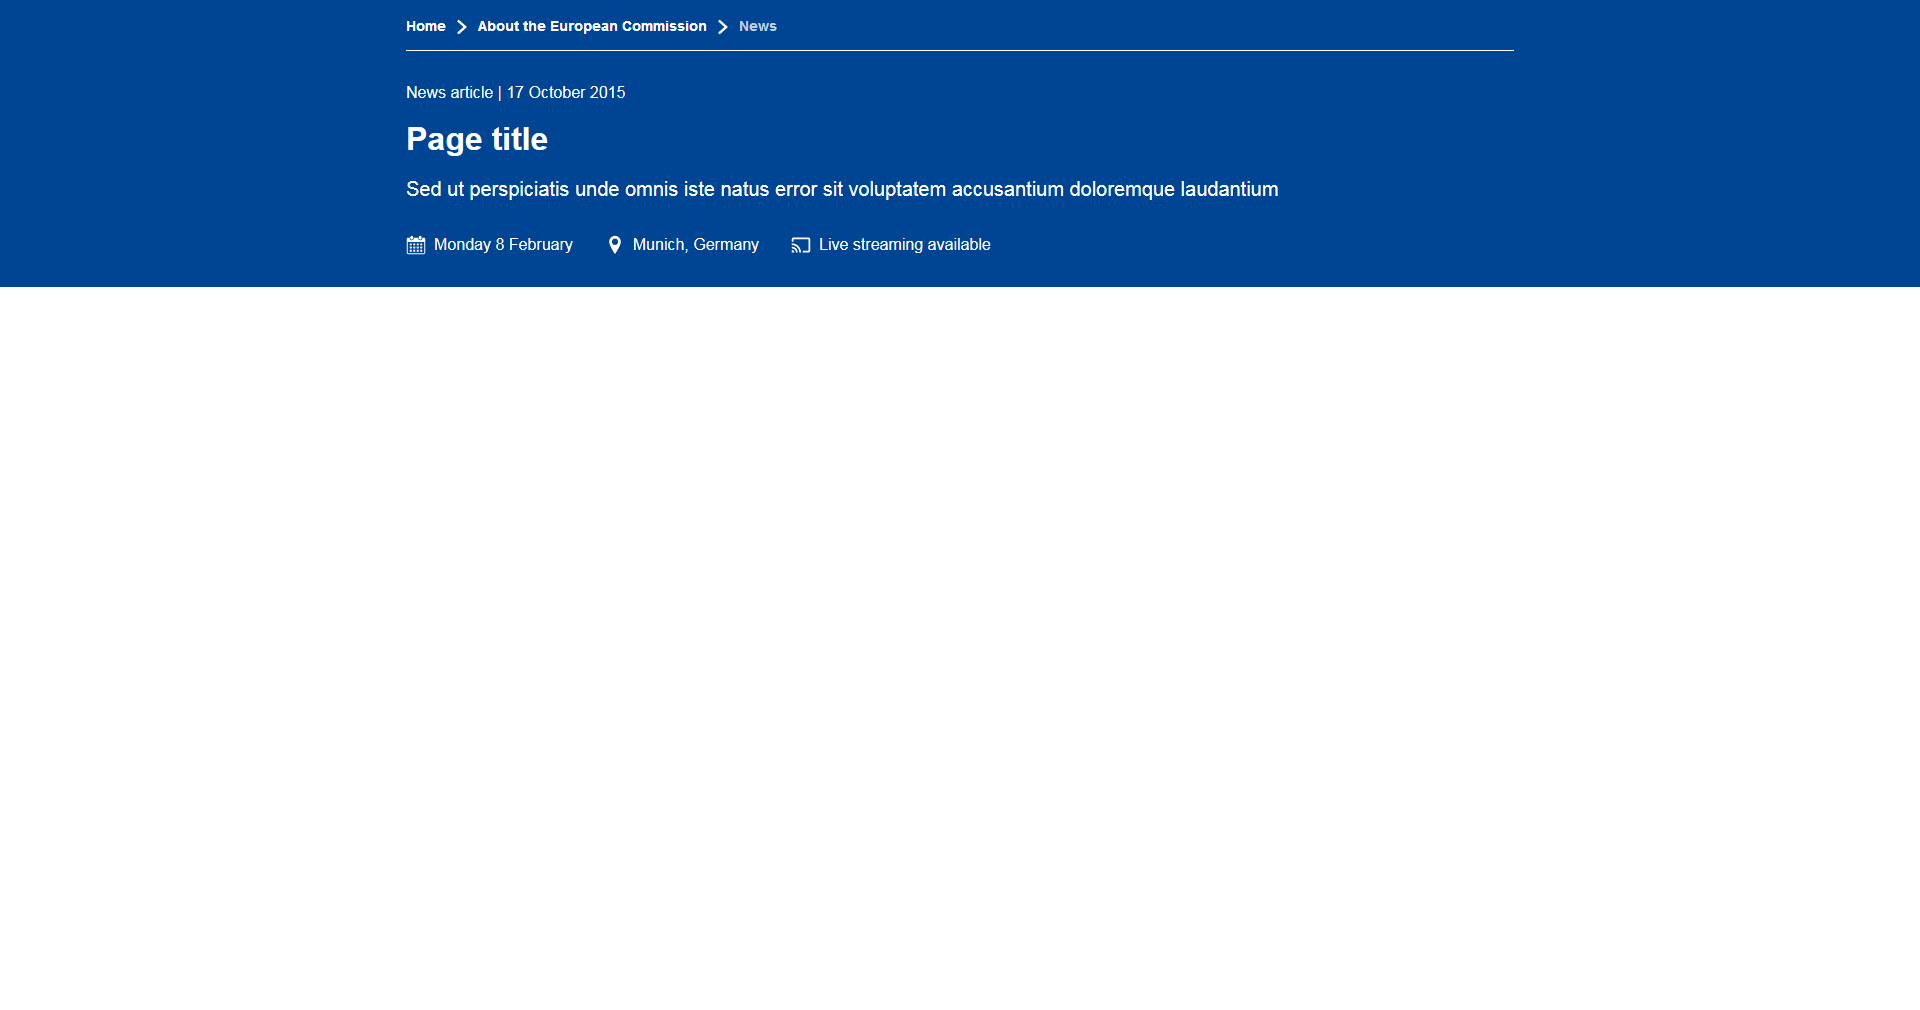 Home About the European Commission News
News article | 17 October 2015
Page title
Sed ut perspiciatis unde omnis iste natus error sit voluptatem accusantium doloremque laudantium
Monday 8 February Munich, Germany Live streaming available